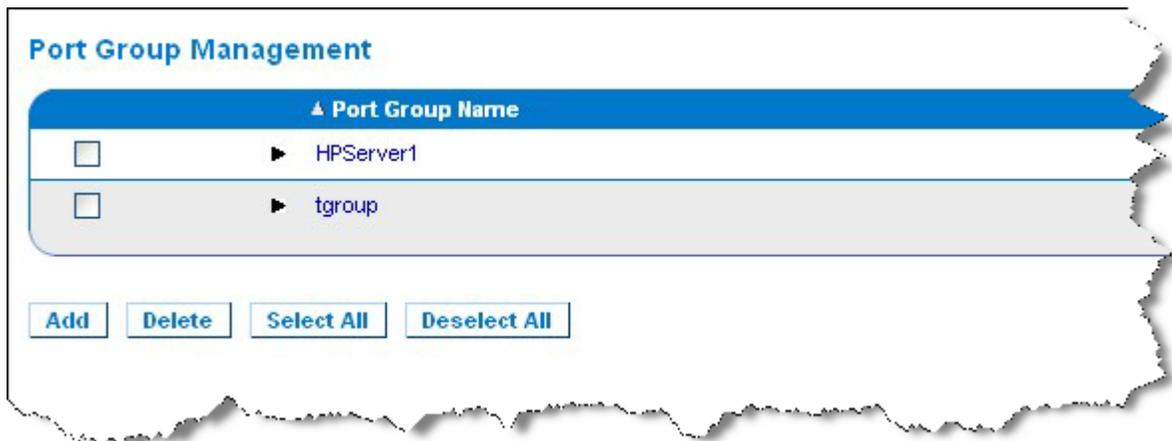 Port Group Management
▲ Port Group Name
► HPServer1
► tgroup
Add Delete Select All Deselect All